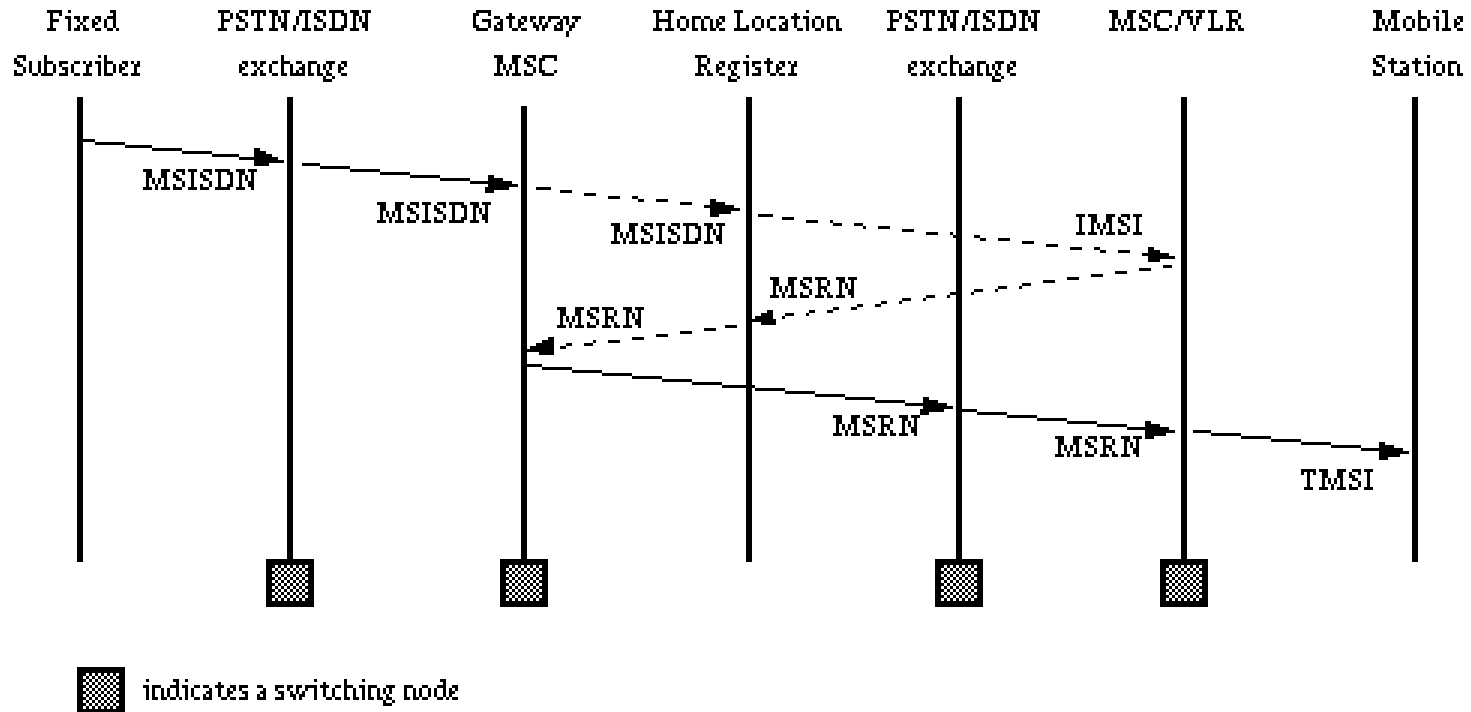 Fixed
Subscriber
PSTN/ISDN
exchange
Gateway
MSC
Home Location
Register
PSTN/ISDN
exchange
MSC/VLR
Mobile
Station
MSISDN
MSISDN
MSISDN
IMSI
MSRN
MSRN
MSRN
MSRN
TMSI
indicates a switching node